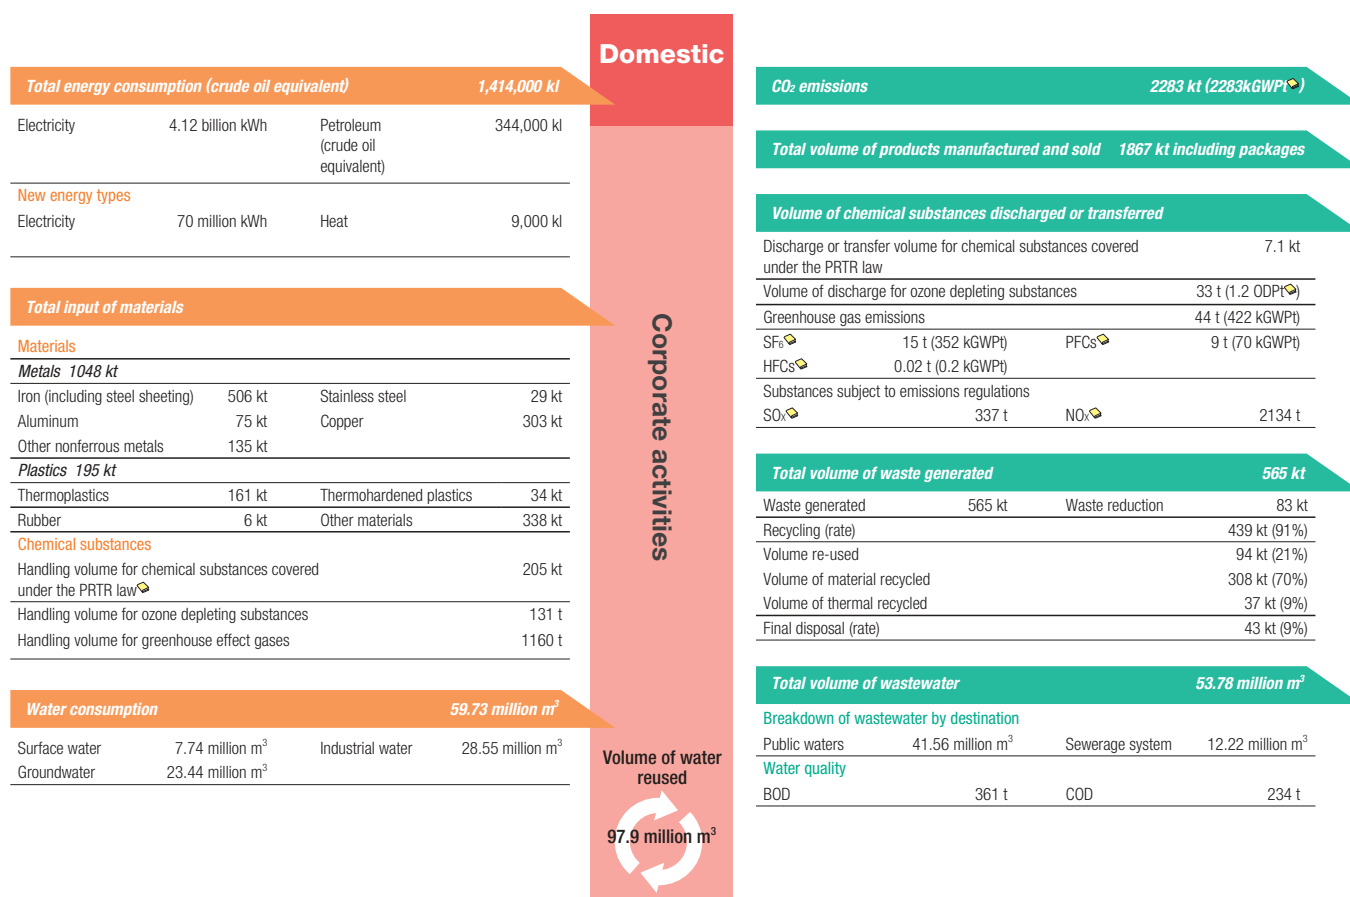 Domestic
Total energy consumption (crude oil equivalent) 1,414,000 kl
Electricity 4.12 billion kWh Petroleum 344,000 kl
(crude oil
equivalent)
New energy types
Electricity 70 million kWh Heat 9,000 kl
Total input of materials
Materials
Metals 1048 kt
Iron (including steel sheeting) 506 kt Stainless steel 29 kt
Aluminum 75 kt Copper 303 kt
Other nonferrous metals 135 kt
Plastics 195 kt
Thermoplastics 161 kt Thermohardened plastics 34 kt
Rubber 6 kt Other materials 338 kt
Chemical substances
Handling volume for chemical substances covered 205 kt
under the PRTR law
Handling volume for ozone depleting substances 131 t
Handling volume for greenhouse effect gases 1160 t
Water consumption 59.73 million m³
Surface water 7.74 million m³ Industrial water 28.55 million m³
Groundwater 23.44 million m³
Corporate activities
Volume of water
reused
97.9 million m³
CO₂ emissions 2283 kt (2283kGWPt)
Total volume of products manufactured and sold 1867 kt including packages
Volume of chemical substances discharged or transferred
Discharge or transfer volume for chemical substances covered 7.1 kt
under the PRTR law
Volume of discharge for ozone depleting substances 33 t (1.2 ODPt)
Greenhouse gas emissions 44 t (422 kGWPt)
SF₆ 15 t (352 kGWPt) PFCs 9 t (70 kGWPt)
HFCs 0.02 t (0.2 kGWPt)
Substances subject to emissions regulations
SOx 337 t NOx 2134 t
Total volume of waste generated 565 kt
Waste generated 565 kt Waste reduction 83 kt
Recycling (rate) 439 kt (91%)
Volume re-used 94 kt (21%)
Volume of material recycled 308 kt (70%)
Volume of thermal recycled 37 kt (9%)
Final disposal (rate) 43 kt (9%)
Total volume of wastewater 53.78 million m³
Breakdown of wastewater by destination
Public waters 41.56 million m³ Sewerage system 12.22 million m³
Water quality
BOD 361 t COD 234 t